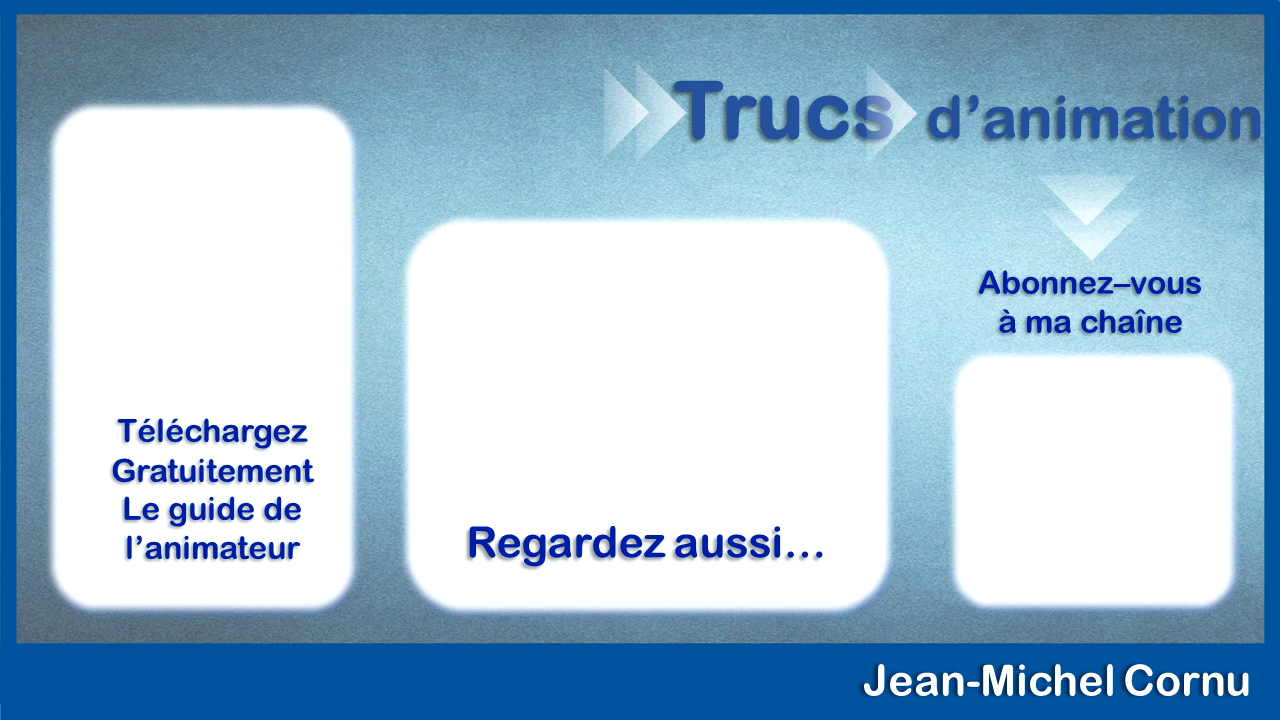 Trucs d’animation
Abonnez–vous
à ma chaîne
Téléchargez
Gratuitement
Le guide de
l’animateur
Regardez aussi…
Jean-Michel Cornu